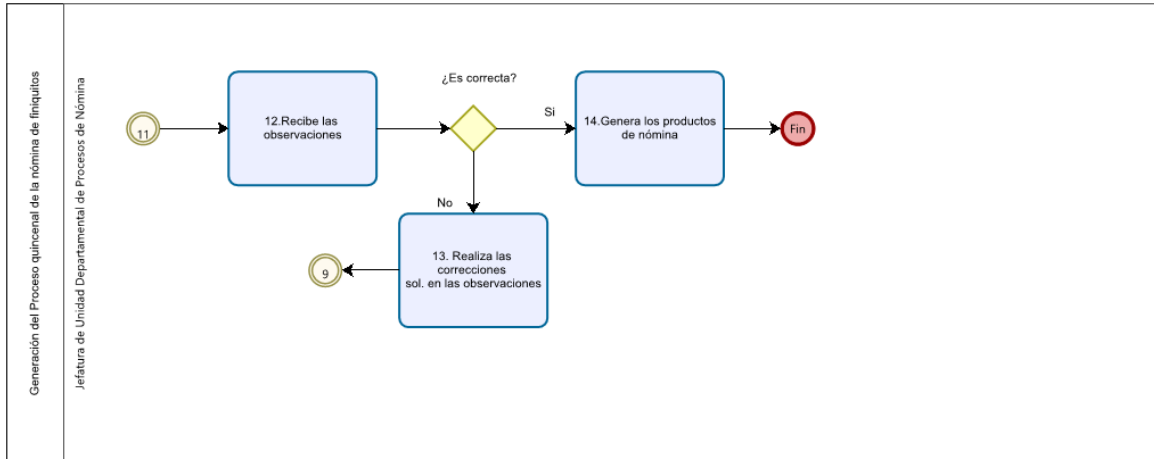 Generación del Proceso quincenal de la nómina de finiquitos
Jefatura de Unidad Departamental de Procesos de Nómina
11
12.Recibe las
observaciones
¿Es correcta?
Si
14.Genera los productos
de nómina
Fin
No
13. Realiza las
correcciones
sol. en las observaciones
9